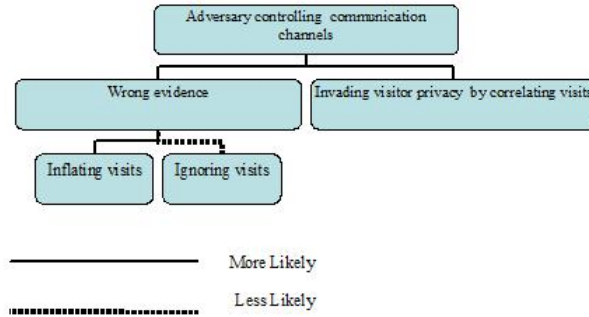 Adversary controlling communication
channels
Wrong evidence
Invading visitor privacy by correlating visits
Inflating visits
Ignoring visits
More Likely
Less Likely